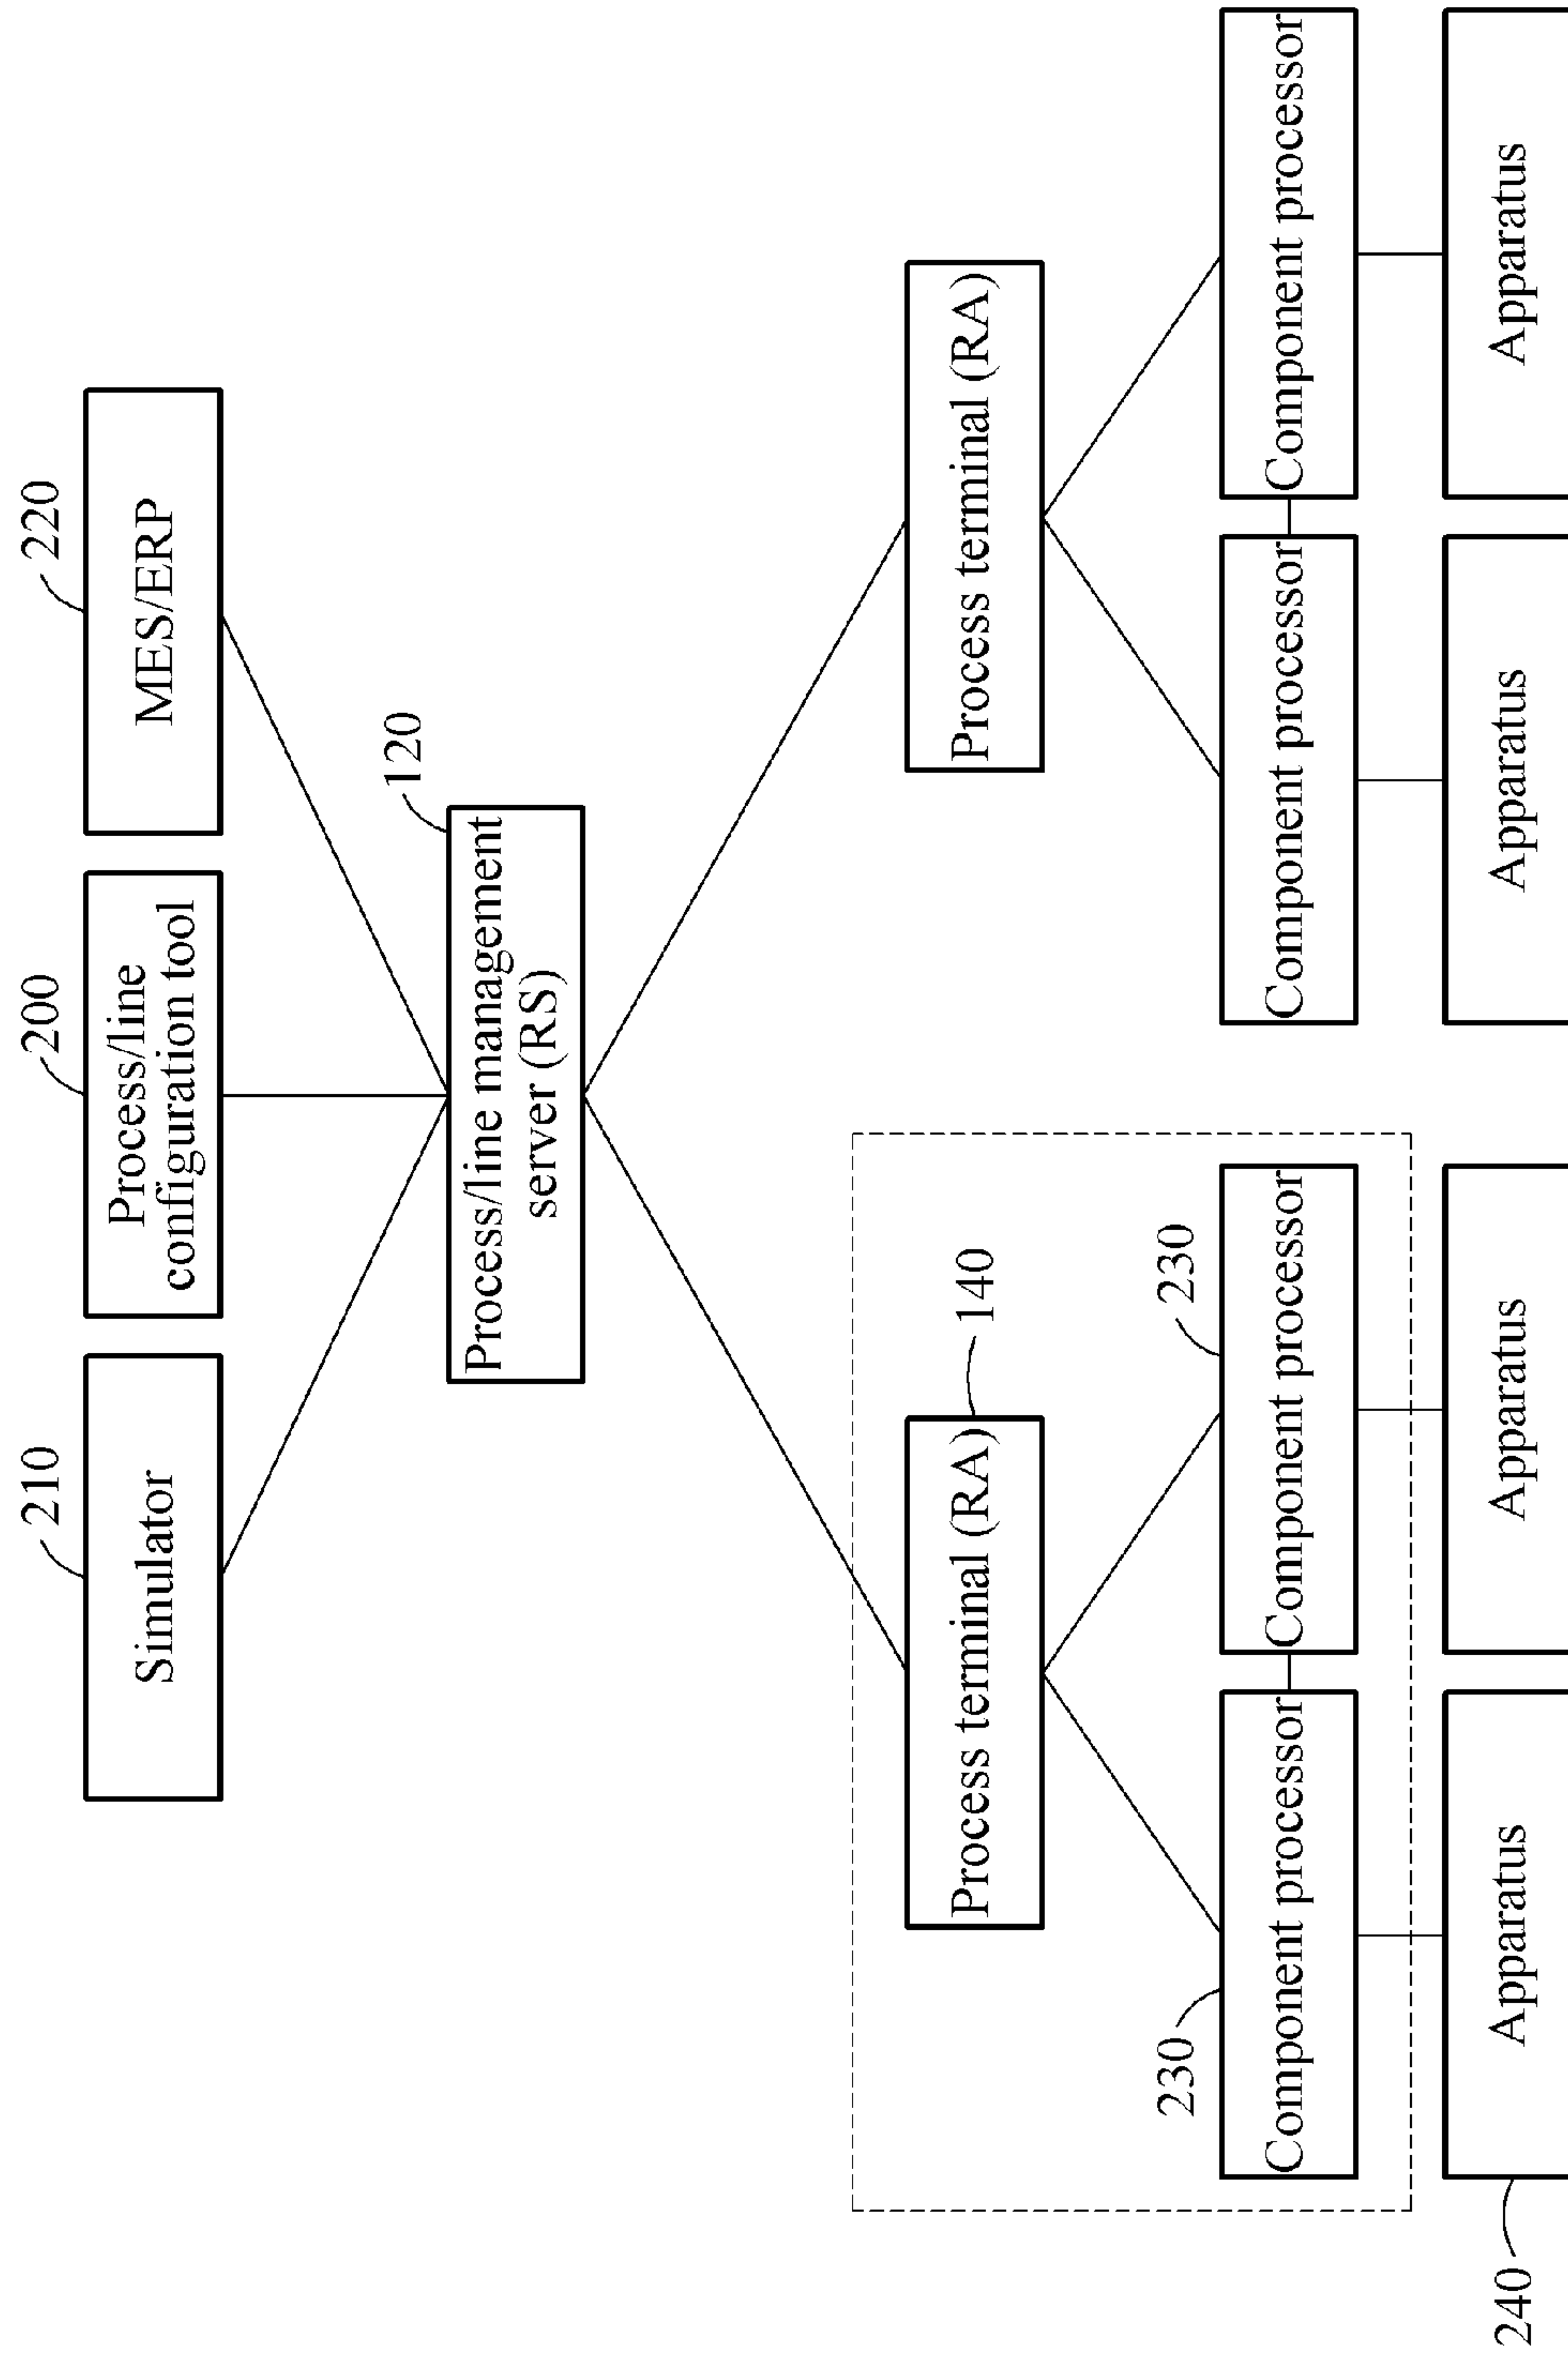 210
200
220
Simulator
Process/line
configuration tool
MES/ERP
120
Process/line management
server (RS)
140
Process terminal (RA)
Process terminal (RA)
230
230
Component processor
Component processor
Component processor
Component processor
240
Apparatus
Apparatus
Apparatus
Apparatus